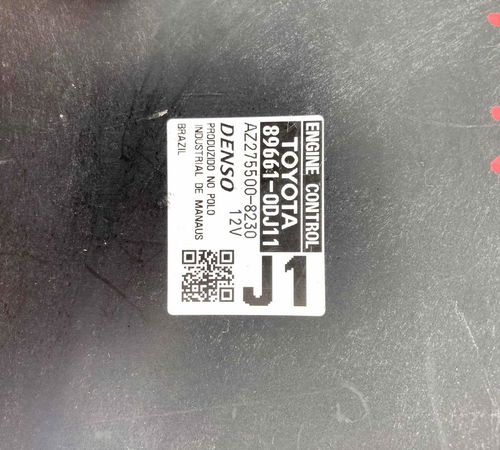 ENGINE CONTROL
TOYOTA
89661-0DJ11
J1
AZ275500-8230
12V
DENSO
PRODUZIDO NO POLO
INDUSTRIAL DE MANAUS
BRAZIL